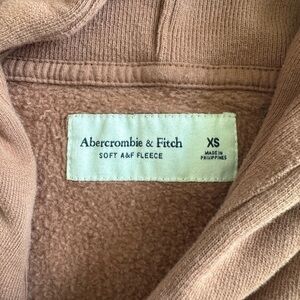 Abercrombie & Fitch
SOFT A&F FLEECE
XS
MADE IN
PHILIPPINES